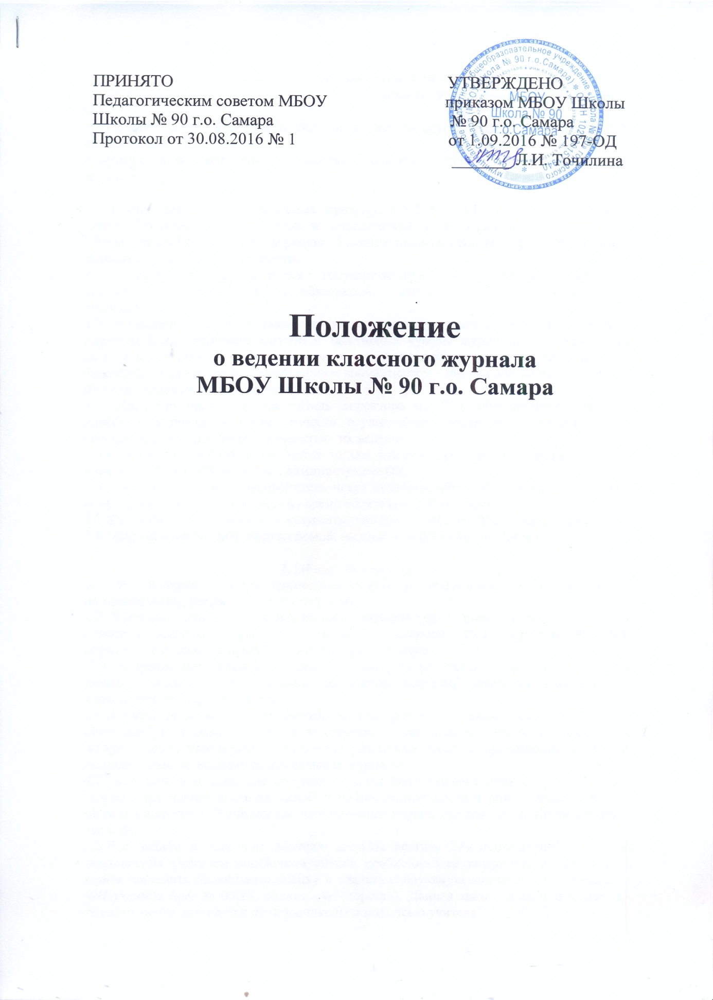 ПРИНЯТО
Педагогическим советом МБОУ
Школы № 90 г.о. Самара
Протокол от 30.08.2016 № 1
УТВЕРЖДЕНО
приказом МБОУ Школы
№ 90 г.о. Самара
от 1.09.2016 № 197-ОД
Л.И. Точилина
МБОУ
Школа № 90
г.о.Самара
Положение
о ведении классного журнала
МБОУ Школы № 90 г.о. Самара